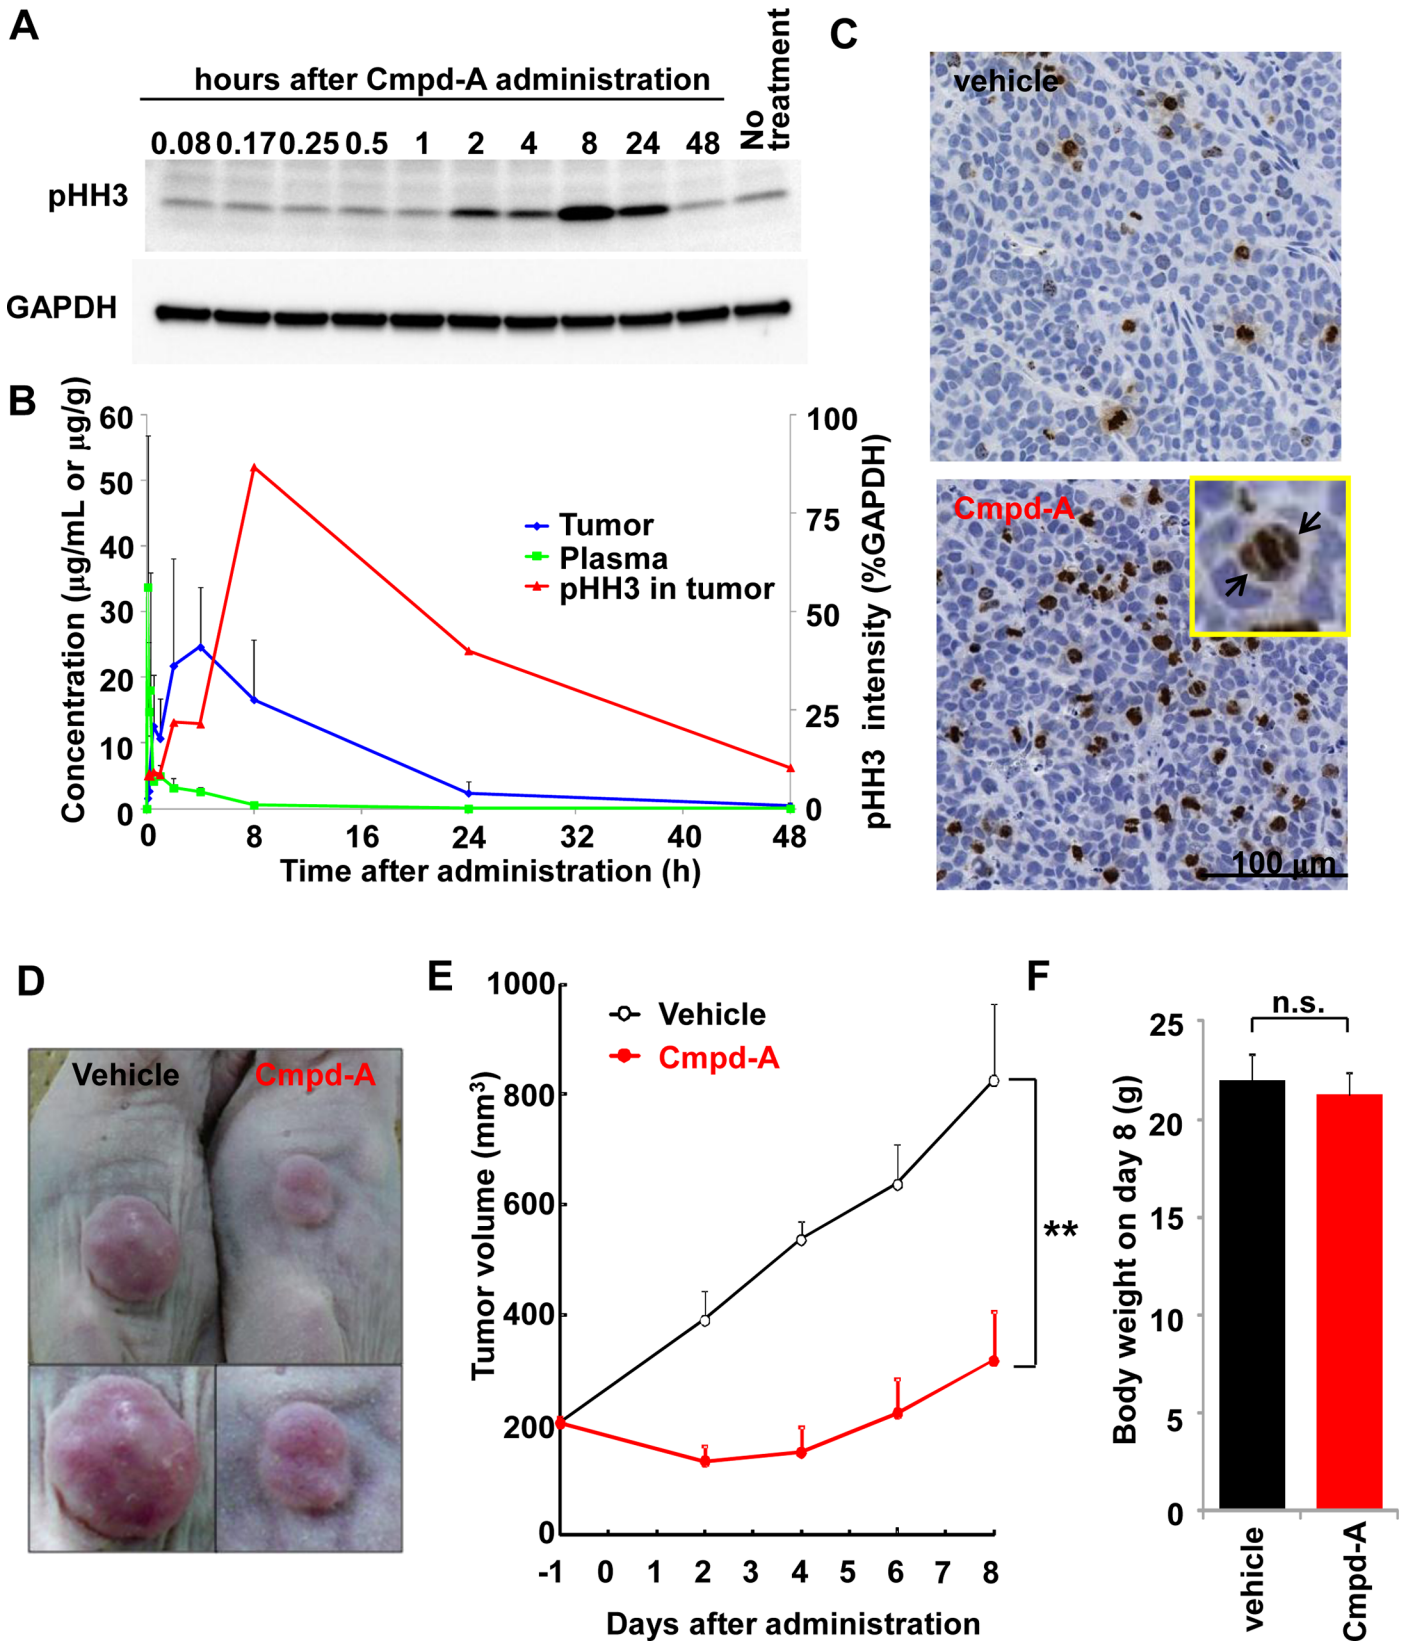 A
hours after Cmpd-A administration
No treatment
0.08 0.17 0.25 0.5 1 2 4 8 24 48
pHH3
GAPDH
B
Concentration (µg/mL or µg/g)
60
50
40
30
20
10
0
100
75
50
25
0
pHH3 intensity (%GAPDH)
Tumor
Plasma
pHH3 in tumor
0 8 16 24 32 40 48
Time after administration (h)
C
vehicle
Cmpd-A
100 µm
D
Vehicle
Cmpd-A
E
Tumor volume (mm³)
1000
800
600
400
200
0
Vehicle
Cmpd-A
**
-1 0 1 2 3 4 5 6 7 8
Days after administration
F
n.s.
Body weight on day 8 (g)
25
20
15
10
5
0
vehicle
Cmpd-A